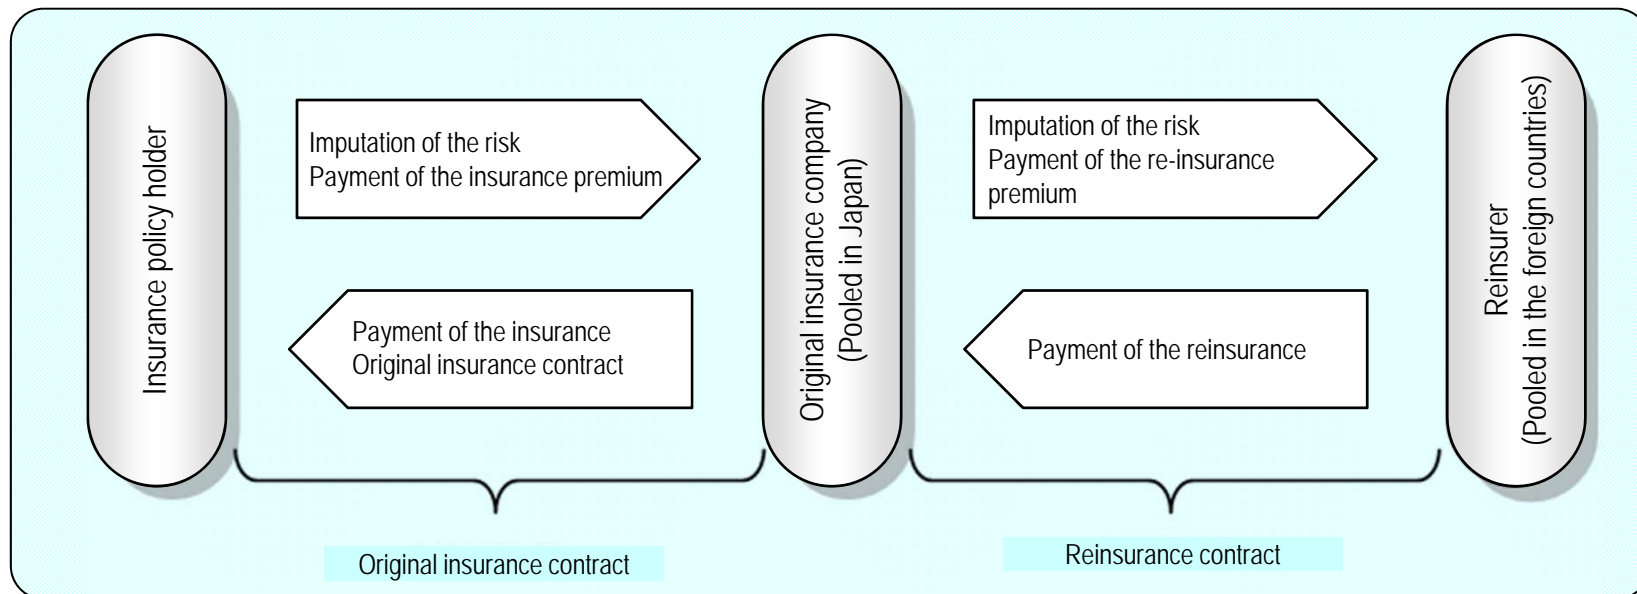 Insurance policy holder
Imputation of the risk
Payment of the insurance premium
Payment of the insurance
Original insurance contract
Original insurance company
(Pooled in Japan)
Imputation of the risk
Payment of the re-insurance
premium
Payment of the reinsurance
Reinsurer
(Pooled in the foreign countries)
Original insurance contract
Reinsurance contract